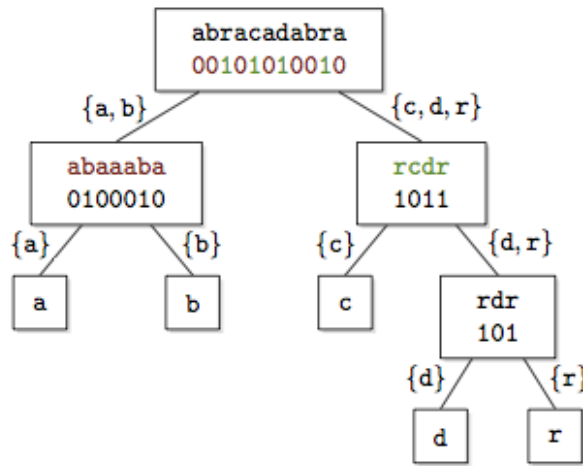 abracadabra
00101010010
{a, b}
{c, d, r}
abaaaba
0100010
rcdr
1011
{a}
{b}
{c}
{d, r}
a
b
c
rdr
101
{d}
{r}
d
r